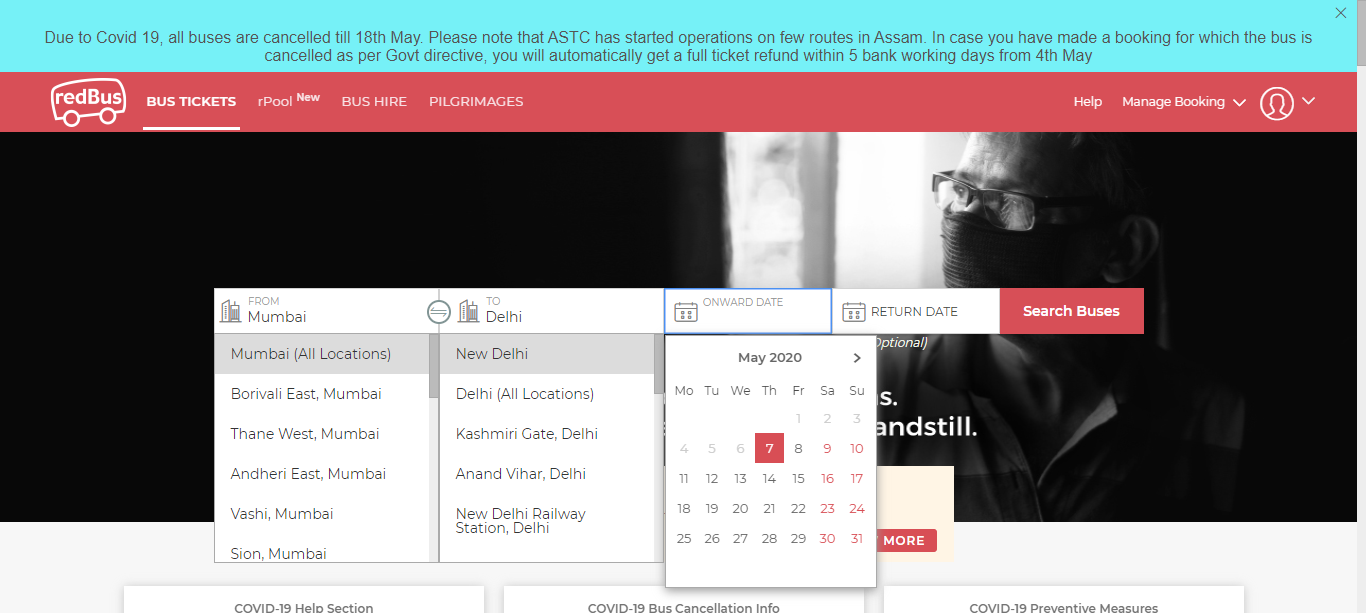 Due to Covid 19, all buses are cancelled till 18th May. Please note that ASTC has started operations on few routes in Assam. In case you have made a booking for which the bus is
cancelled as per Govt directive, you will automatically get a full ticket refund within 5 bank working days from 4th May
redBus BUS TICKETS rPool New BUS HIRE PILGRIMAGES Help Manage Booking
FROM
Mumbai
TO
Delhi
ONWARD DATE
RETURN DATE
Search Buses
Mumbai (All Locations)
Borivali East, Mumbai
Thane West, Mumbai
Andheri East, Mumbai
Vashi, Mumbai
Sion, Mumbai
New Delhi
Delhi (All Locations)
Kashmiri Gate, Delhi
Anand Vihar, Delhi
New Delhi Railway
Station, Delhi
May 2020 >
Mo Tu We Th Fr Sa Su
1 2 3
4 5 6 7 8 9 10
11 12 13 14 15 16 17
18 19 20 21 22 23 24
25 26 27 28 29 30 31
Optional)
s.
andstill.
MORE
COVID-19 Help Section
COVID-19 Bus Cancellation Info
COVID-19 Preventive Measures